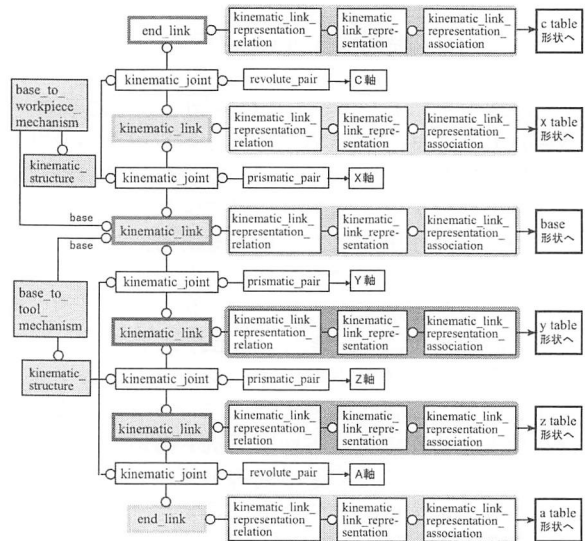 end_link
kinematic_link_
representation_
relation
kinematic_
link_repre-
sentation
kinematic_link_
representation_
association
c table
形状へ
kinematic_joint
revolute_pair
C軸
base_to_
workpiece_
mechanism
kinematic_link
kinematic_link_
representation_
relation
kinematic_
link_repre-
sentation
kinematic_link_
representation_
association
x table
形状へ
kinematic_
structure
kinematic_joint
prismatic_pair
X軸
base
kinematic_link
kinematic_link_
representation_
relation
kinematic_
link_repre-
sentation
kinematic_link_
representation_
association
base
形状へ
base
kinematic_joint
prismatic_pair
Y軸
base_to_
tool_
mechanism
kinematic_link
kinematic_link_
representation_
relation
kinematic_
link_repre-
sentation
kinematic_link_
representation_
association
y table
形状へ
kinematic_
structure
kinematic_joint
prismatic_pair
Z軸
kinematic_link
kinematic_link_
representation_
relation
kinematic_
link_repre-
sentation
kinematic_link_
representation_
association
z table
形状へ
kinematic_joint
revolute_pair
A軸
end_link
kinematic_link_
representation_
relation
kinematic_
link_repre-
sentation
kinematic_link_
representation_
association
a table
形状へ